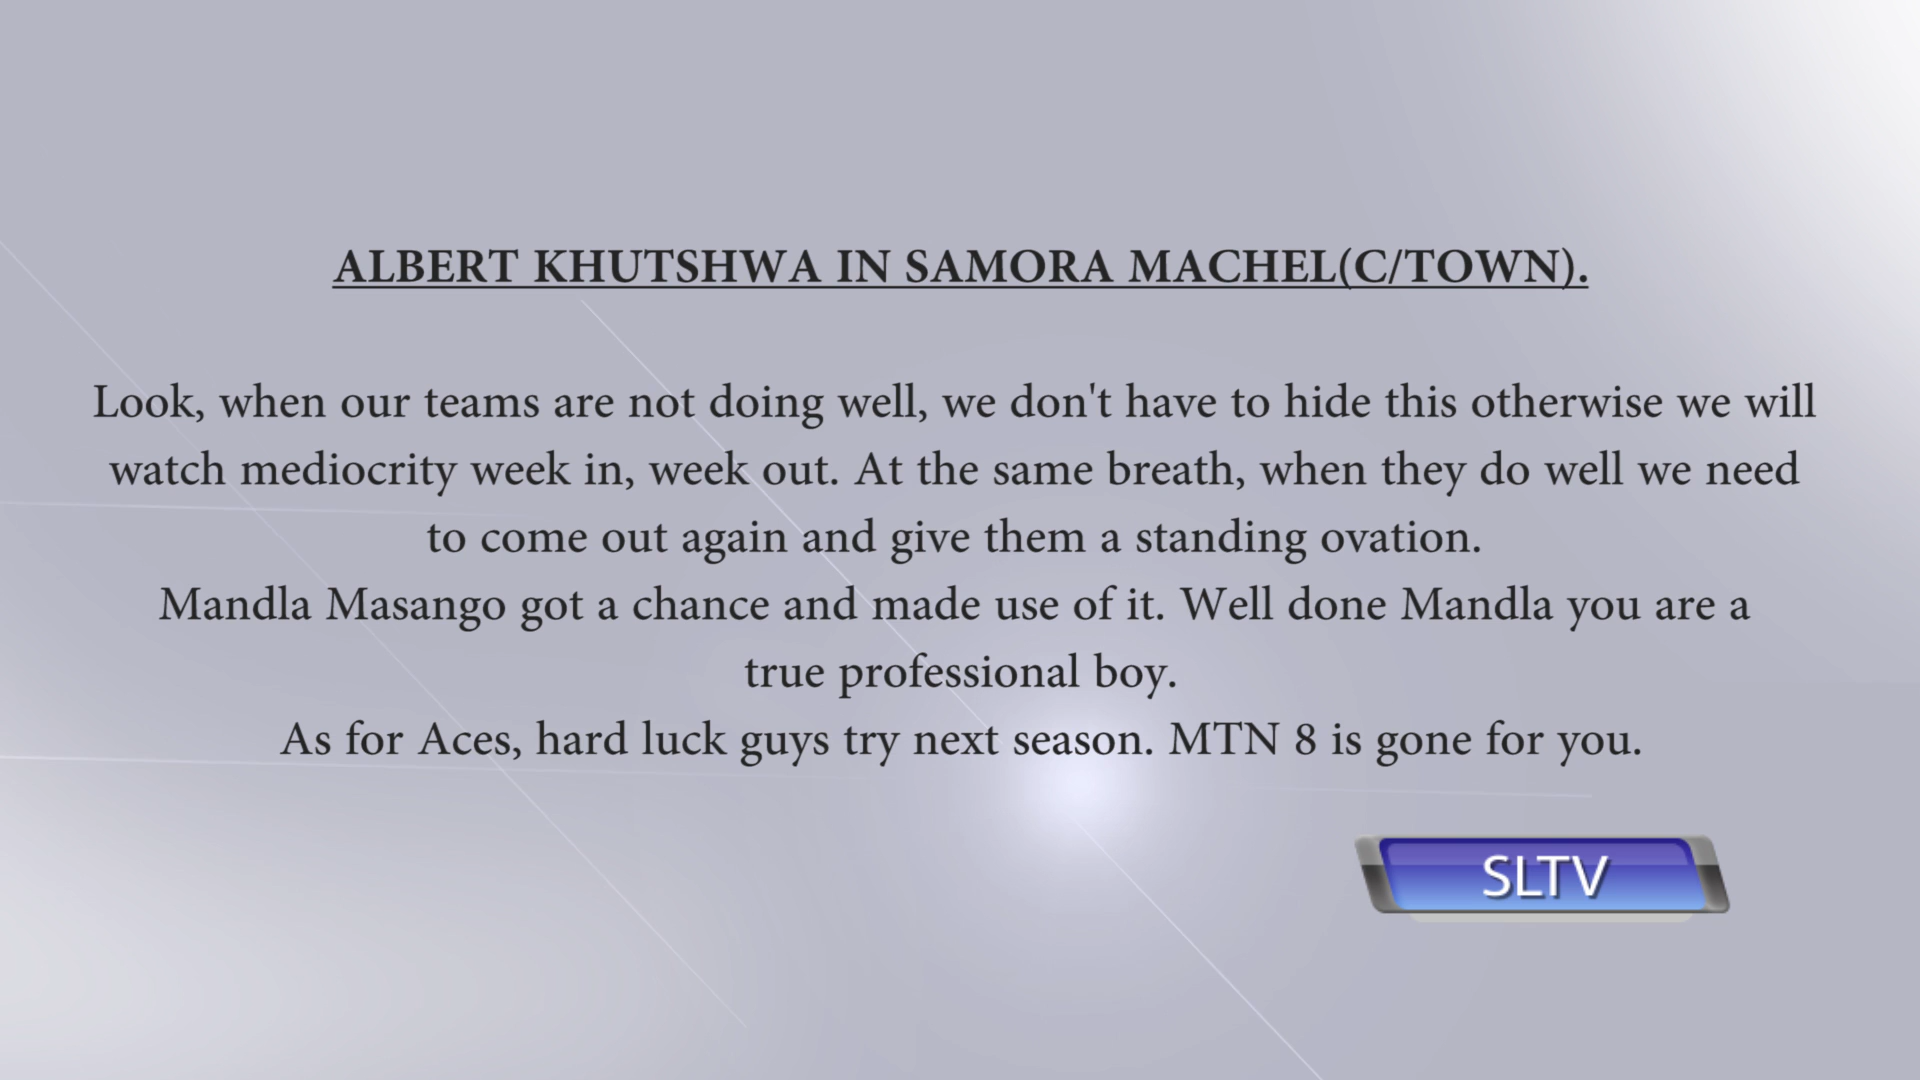 ALBERT KHUTSHWA IN SAMORA MACHEL(C/TOWN).
Look, when our teams are not doing well, we don't have to hide this otherwise we will
watch mediocrity week in, week out. At the same breath, when they do well we need
to come out again and give them a standing ovation.
Mandla Masango got a chance and made use of it. Well done Mandla you are a
true professional boy.
As for Aces, hard luck guys try next season. MTN 8 is gone for you.
SLTV